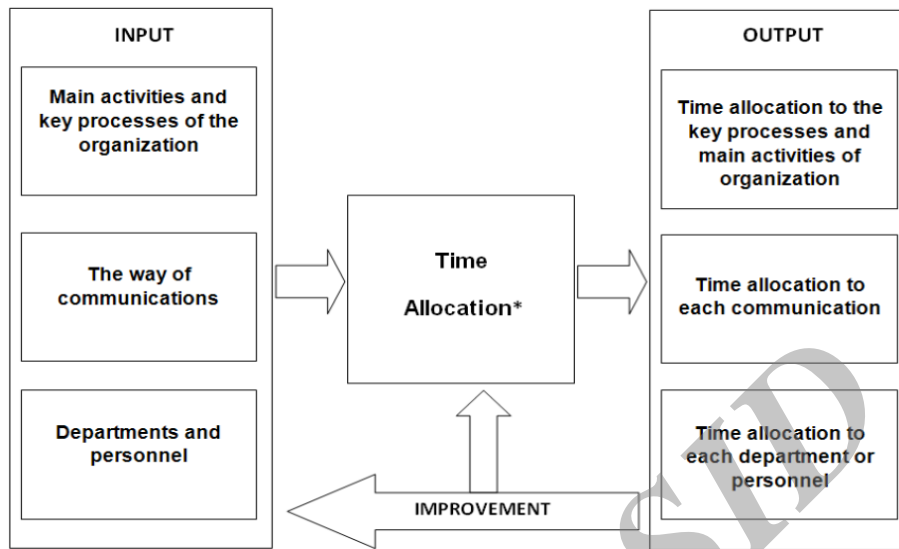 INPUT
Main activities and
key processes of the
organization
The way of
communications
Departments and
personnel
Time
Allocation*
IMPROVEMENT
OUTPUT
Time allocation to the
key processes and
main activities of
organization
Time allocation to
each communication
Time allocation to
each department or
personnel
SID